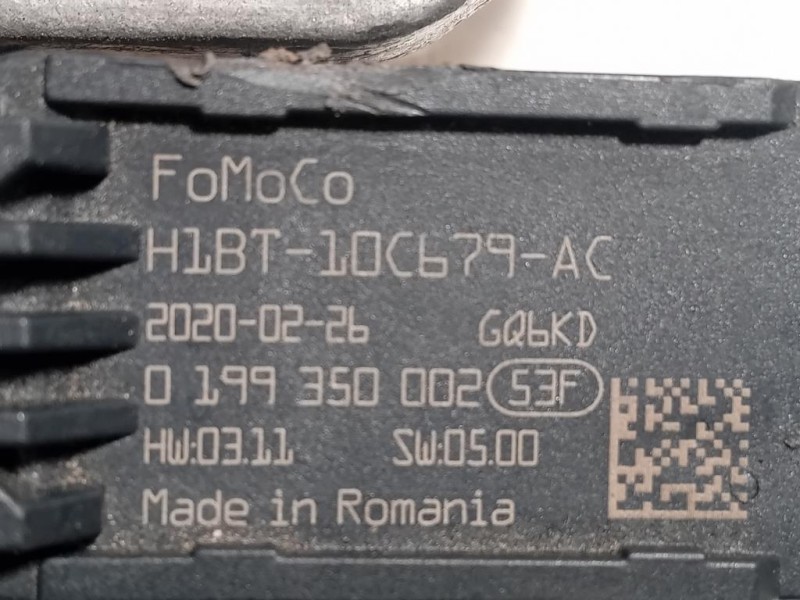 FoMoCo
H1BT-10C679-AC
2020-02-26 GQ6KD
0 199 350 002 53F
HW:03.11 SW:05.00
Made in Romania